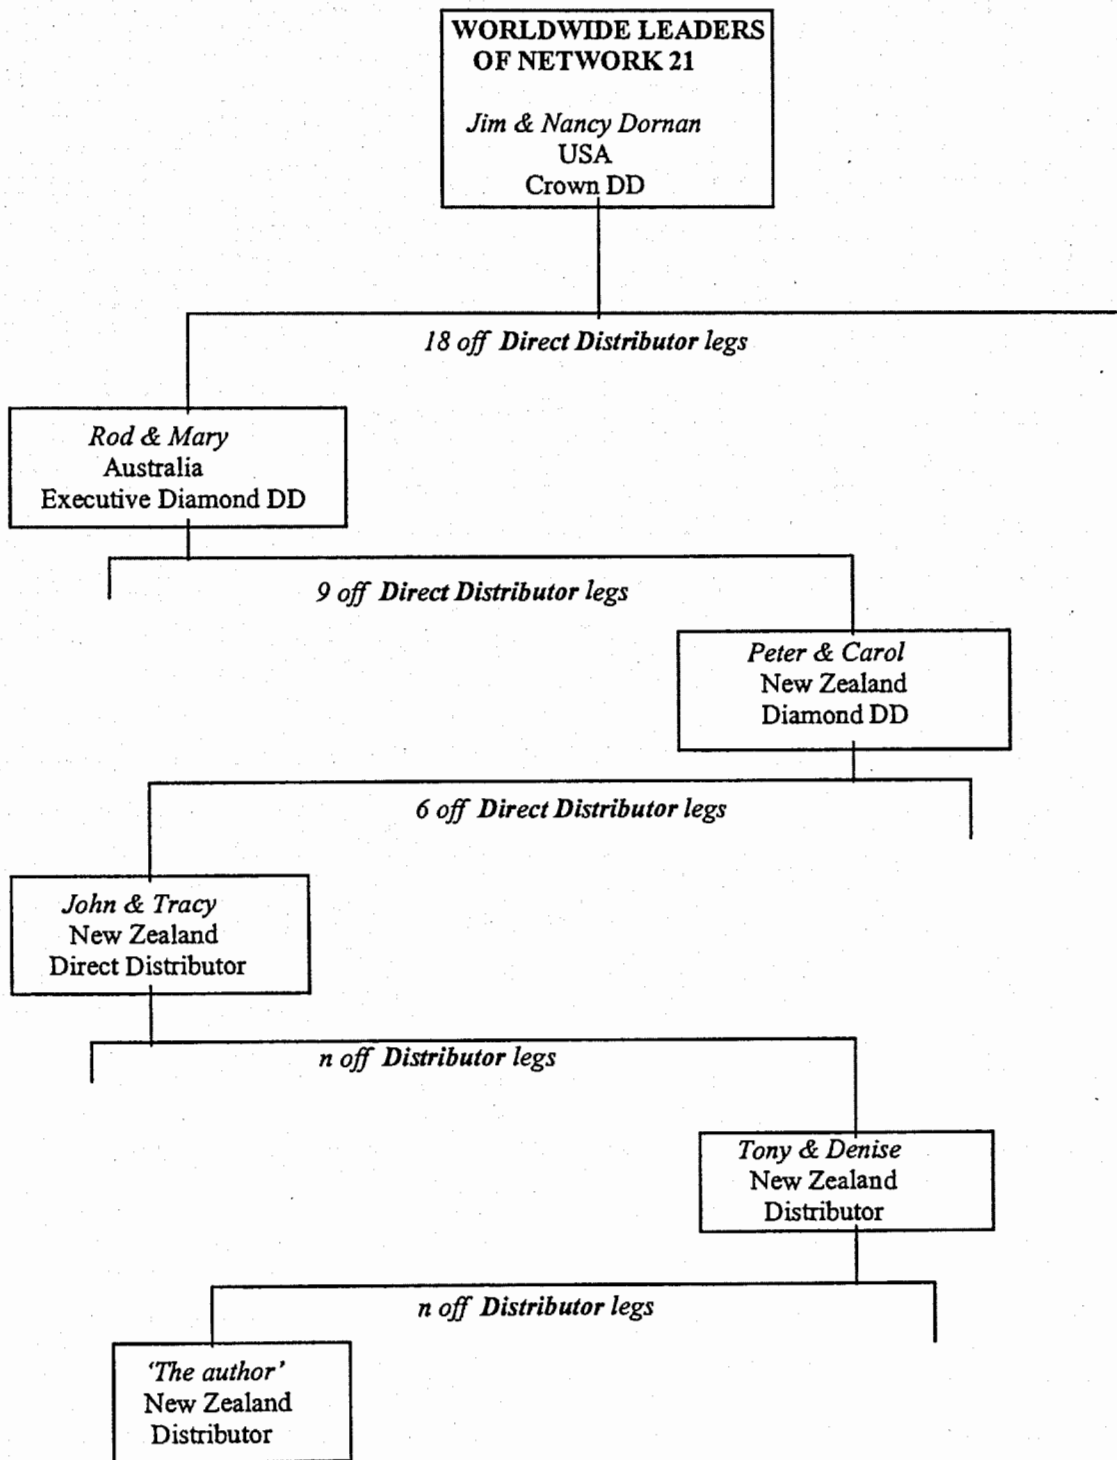 WORLDWIDE LEADERS
OF NETWORK 21
Jim & Nancy Dornan
USA
Crown DD
18 off Direct Distributor legs
Rod & Mary
Australia
Executive Diamond DD
9 off Direct Distributor legs
Peter & Carol
New Zealand
Diamond DD
6 off Direct Distributor legs
John & Tracy
New Zealand
Direct Distributor
n off Distributor legs
Tony & Denise
New Zealand
Distributor
n off Distributor legs
‘The author’
New Zealand
Distributor